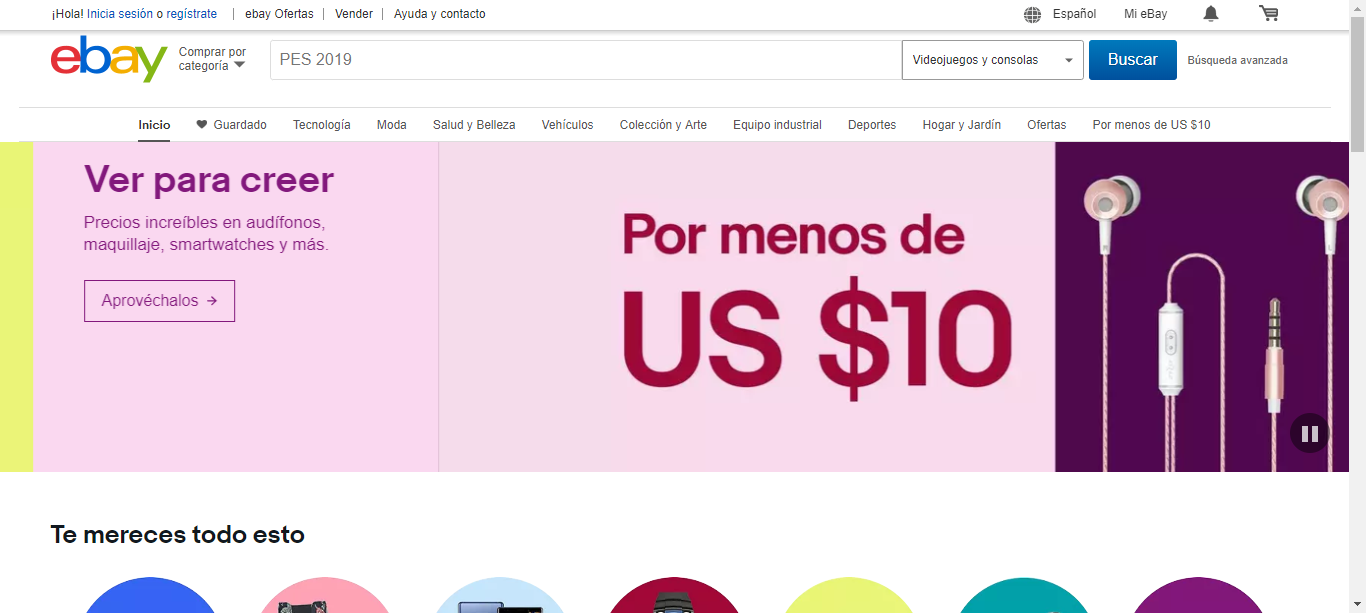 ¡Hola! Inicia sesión o regístrate | ebay Ofertas | Vender | Ayuda y contacto
Español Mi eBay
ebay
Comprar por
categoría
PES 2019
Videojuegos y consolas
Buscar
Búsqueda avanzada
Inicio Guardado Tecnología Moda Salud y Belleza Vehículos Colección y Arte Equipo industrial Deportes Hogar y Jardín Ofertas Por menos de US $10
Ver para creer
Precios increíbles en audífonos,
maquillaje, smartwatches y más.
Aprovéchalos →
Por menos de
US $10
Te mereces todo esto